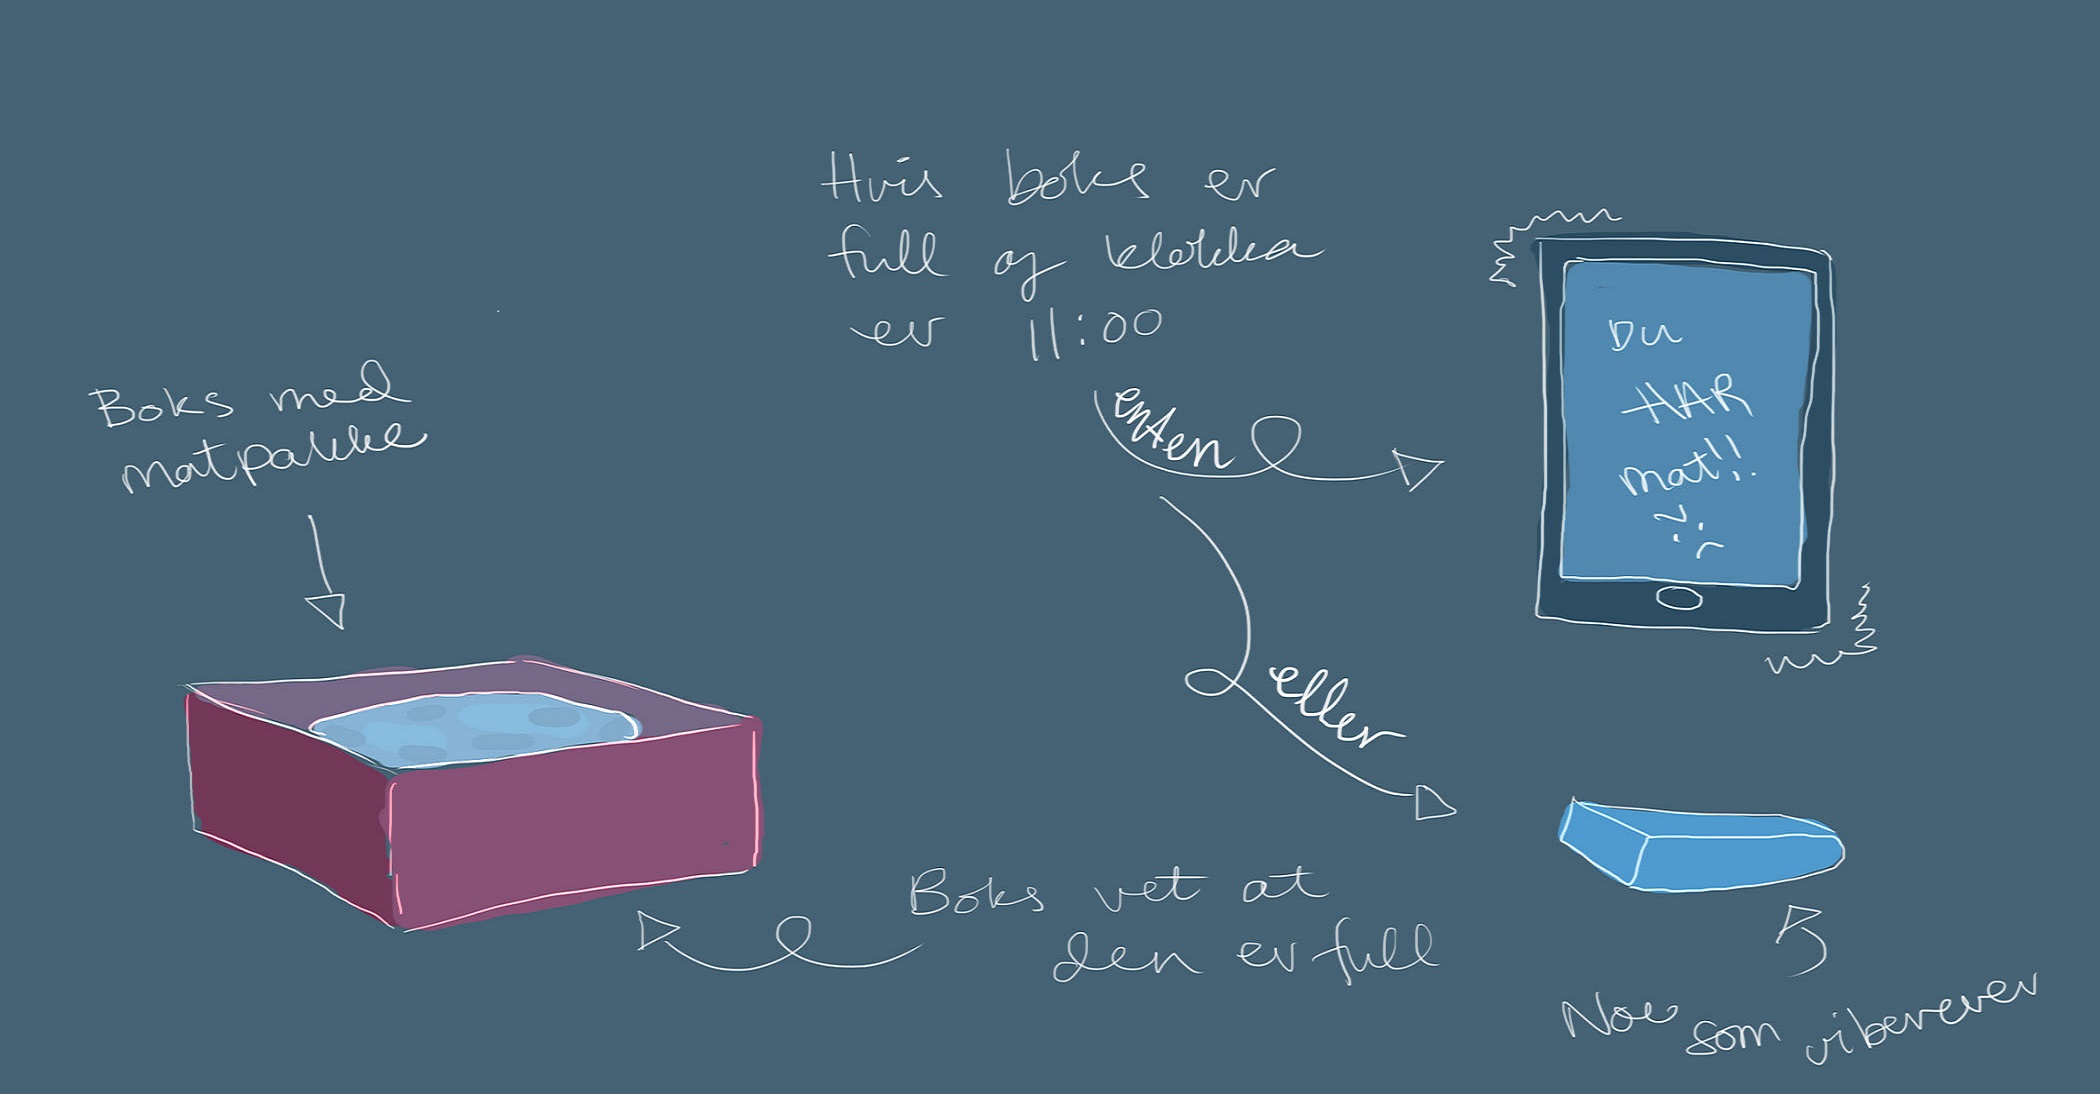 Hvis boks er
full og klokka
er 11:00
Boks med
matpakke
enten
Du
HAR
mat!!
eller
Boks vet at
den er full
Noe
som viberever